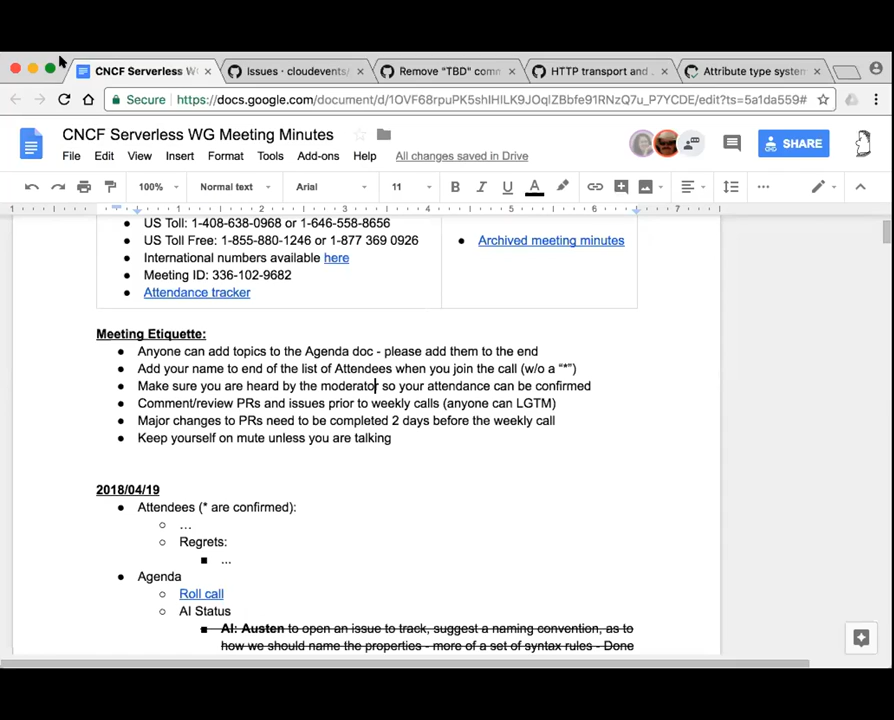 CNCF Serverless W
Issues · cloudevents/
Remove "TBD" com
HTTP transport and
Attribute type system
Secure
https://docs.google.com/document/d/1OVF68rpuPK5shIHILK9JOqlZBbfe91RNzQ7u_P7YCDE/edit?ts=5a1da559#
CNCF Serverless WG Meeting Minutes
File Edit View Insert Format Tools Add-ons Help All changes saved in Drive
SHARE
100% Normal text Arial 11 B I U A
1 1 2 3 4 5 6 7
US Toll: 1-408-638-0968 or 1-646-558-8656
US Toll Free: 1-855-880-1246 or 1-877 369 0926
Archived meeting minutes
International numbers available here
Meeting ID: 336-102-9682
Attendance tracker
Meeting Etiquette:
Anyone can add topics to the Agenda doc - please add them to the end
Add your name to end of the list of Attendees when you join the call (w/o a “*”)
Make sure you are heard by the moderator so your attendance can be confirmed
Comment/review PRs and issues prior to weekly calls (anyone can LGTM)
Major changes to PRs need to be completed 2 days before the weekly call
Keep yourself on mute unless you are talking
2018/04/19
Attendees (* are confirmed):
…
Regrets:
...
Agenda
Roll call
AI Status
AI: Austen to open an issue to track, suggest a naming convention, as to
how we should name the properties - more of a set of syntax rules - Done